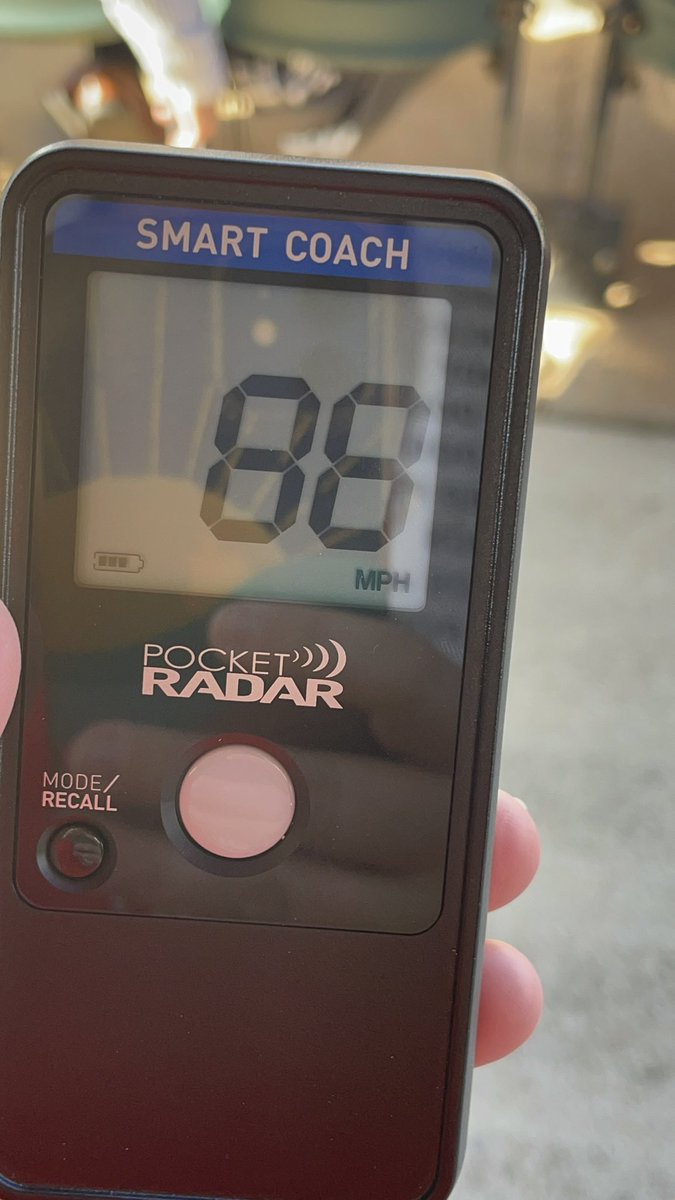 SMART COACH
88
MPH
POCKET
RADAR
MODE/
RECALL